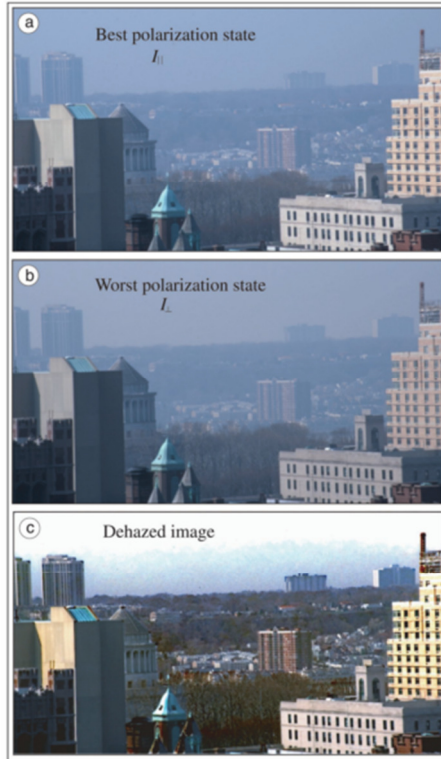 a
Best polarization state
I∥
b
Worst polarization state
I⊥
c
Dehazed image